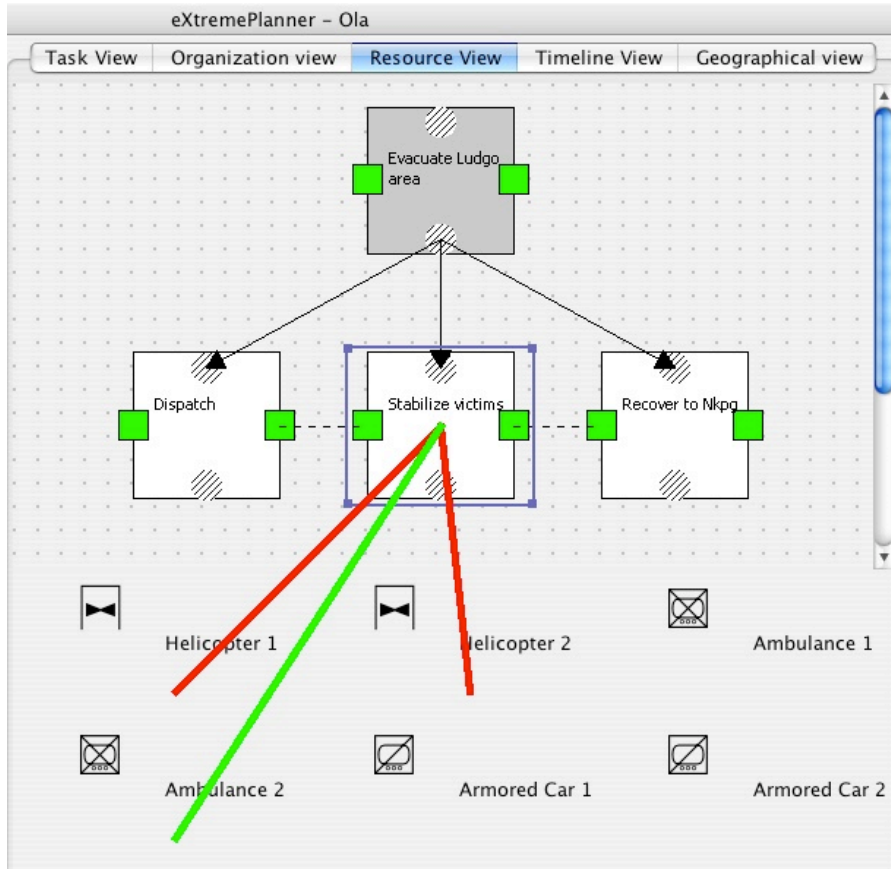 eXtremePlanner – Ola
Task View
Organization view
Resource View
Timeline View
Geographical view
Evacuate Ludgo
area
Dispatch
Stabilize victims
Recover to Nkpg
Helicopter 1
Helicopter 2
Ambulance 1
Ambulance 2
Armored Car 1
Armored Car 2